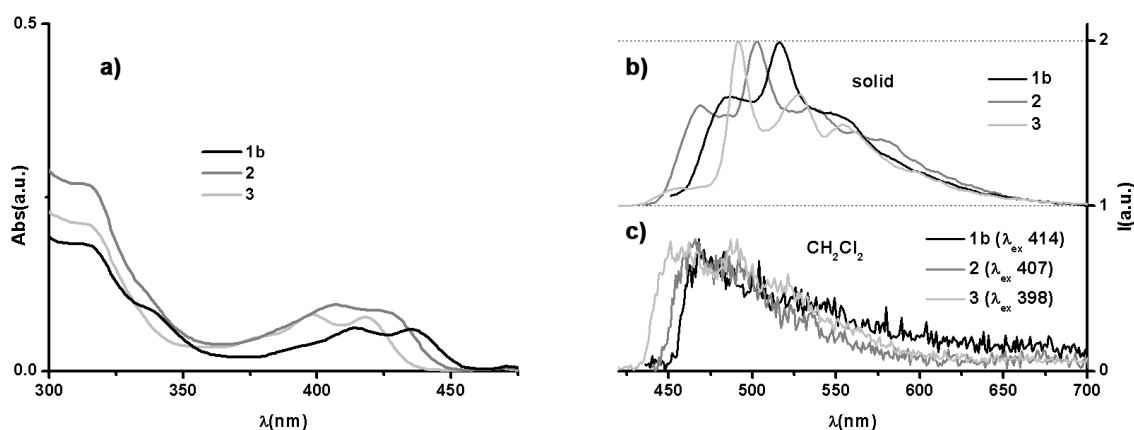 0.5
a)
1b
2
3
Abs(a.u.)
0.0
300
350
400
450
λ(nm)
b)
solid
1b
2
3
2
1
I(a.u.)
c)
CH₂Cl₂
1b (λex 414)
2 (λex 407)
3 (λex 398)
0
450
500
550
600
650
700
λ(nm)